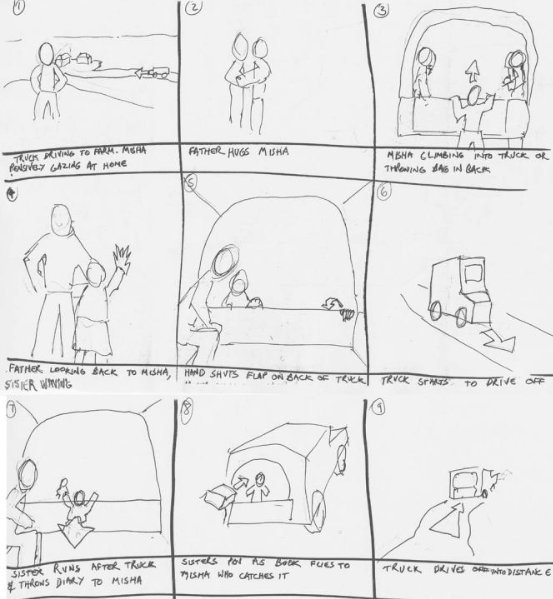 1
2
3
TRUCK DRIVING TO FARM. MISHA
PENSIVELY GAZING AT HOME
FATHER HUGS MISHA
MISHA CLIMBING INTO TRUCK OR
THROWING BAG IN BACK
4
5
6
FATHER LOOKING BACK TO MISHA,
SISTER WAVING
HAND SHUTS FLAP ON BACK OF TRUCK
TRUCK STARTS TO DRIVE OFF
7
8
9
SISTER RUNS AFTER TRUCK
& THROWS DIARY TO MISHA
SISTERS POV AS BOOK FLIES TO
MISHA WHO CATCHES IT
TRUCK DRIVES OFF INTO DISTANCE